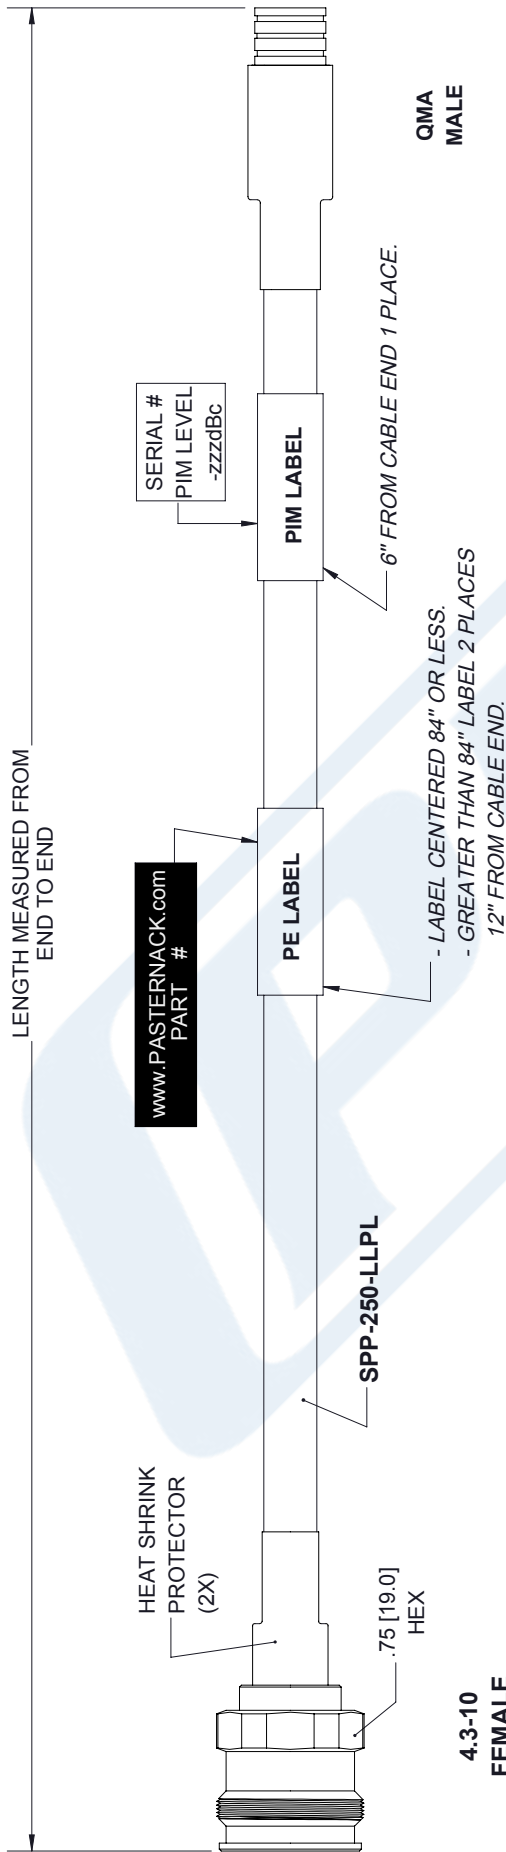 LENGTH MEASURED FROM
END TO END
HEAT SHRINK
PROTECTOR
(2X)
www.PASTERNACK.com
PART #
SERIAL #
PIM LEVEL
-zzzdBc
PE LABEL
PIM LABEL
.75 [19.0]
HEX
SPP-250-LLPL
- LABEL CENTERED 84" OR LESS.
- GREATER THAN 84" LABEL 2 PLACES
12" FROM CABLE END.
6" FROM CABLE END 1 PLACE.
4.3-10
FEMALE
QMA
MALE